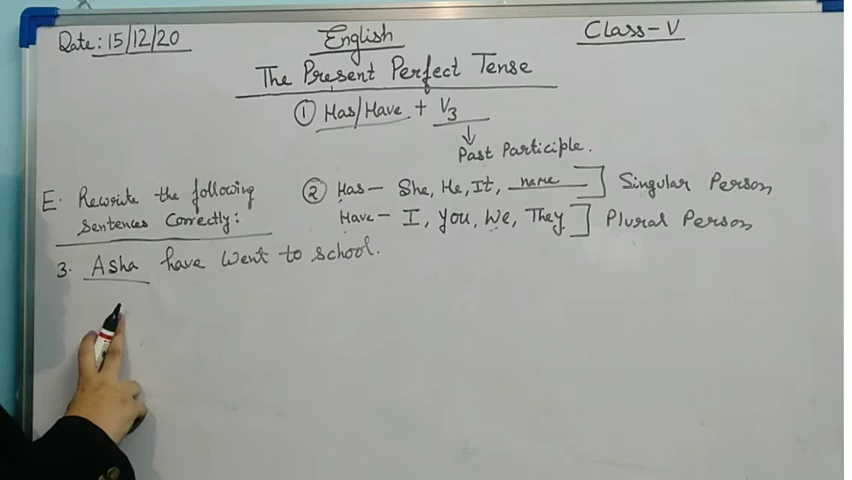 Date: 15/12/20
English
Class-V
The Present Perfect Tense
① Has/Have + V3
Past Participle.
E. Rewrite the following
sentences correctly:
② Has- She, He, It, name ] Singular Person
Have- I, You, We, They ] Plural Person
3. Asha have went to school.